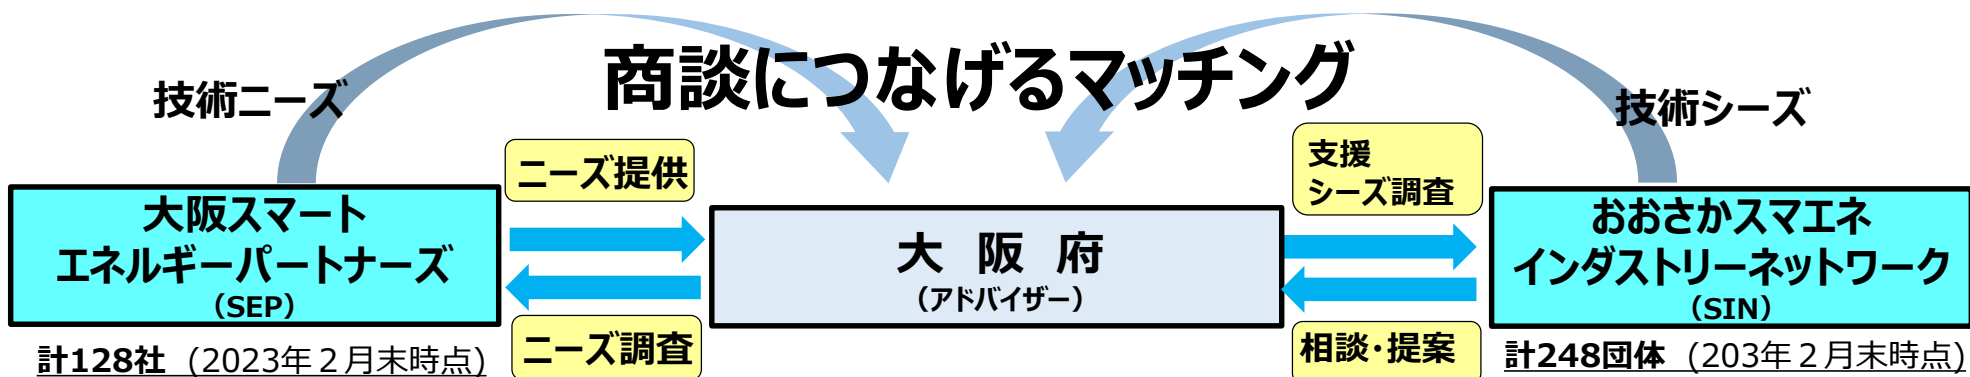 商談につなげるマッチング
技術ニーズ
技術シーズ
ニーズ提供
支援
シーズ調査
大阪スマート
エネルギーパートナーズ
（SEP）
大 阪 府
（アドバイザー）
おおさかスマエネ
インダストリーネットワーク
（SIN）
ニーズ調査
相談・提案
計128社 (2023年２月末時点)
計248団体 (203年２月末時点)